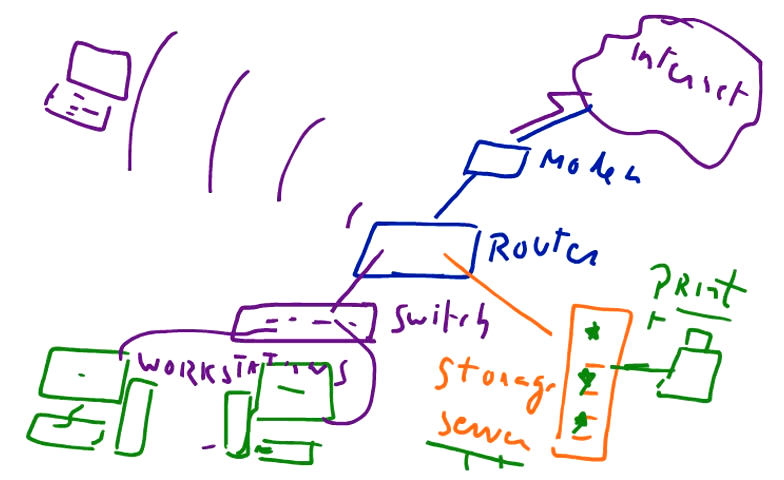 Internet
Modem
Router
Print
Switch
WORKSTATIONS
Storage
Server